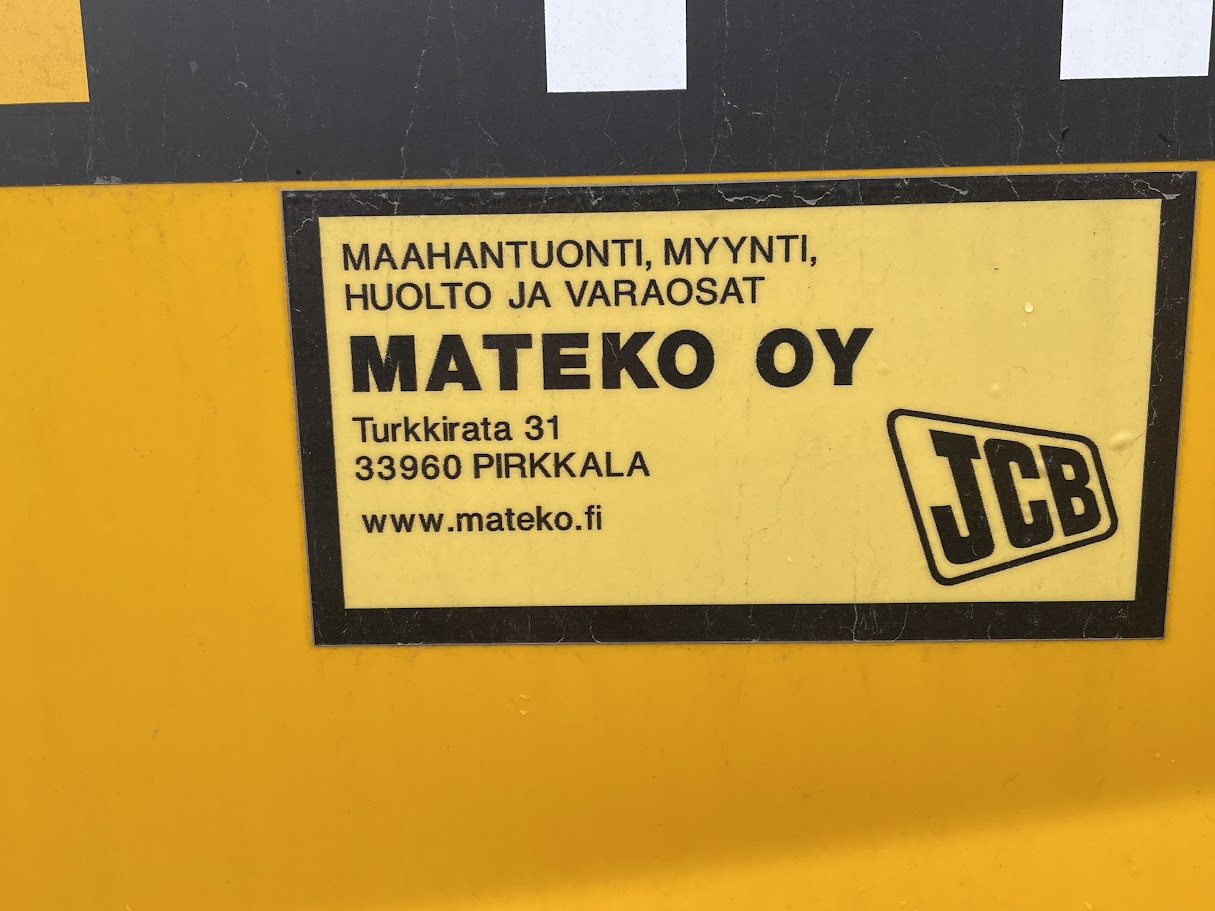 MAAHANTUONTI, MYYNTI,
HUOLTO JA VARAOSAT
MATEKO OY
Turkkirata 31
33960 PIRKKALA
www.mateko.fi
JCB